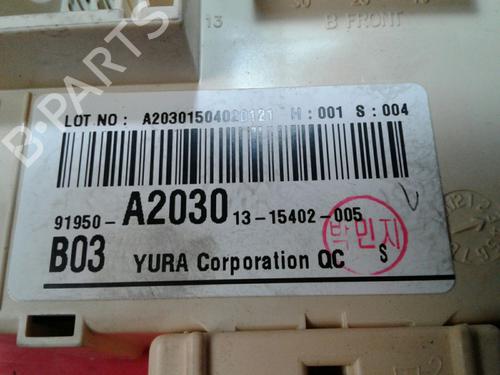 13
B FRONT
B-PARTS
LOT NO : A20301504020121 M:001 S:004
91950-A2030 13-15402-005
B03 YURA Corporation QC S
박민지